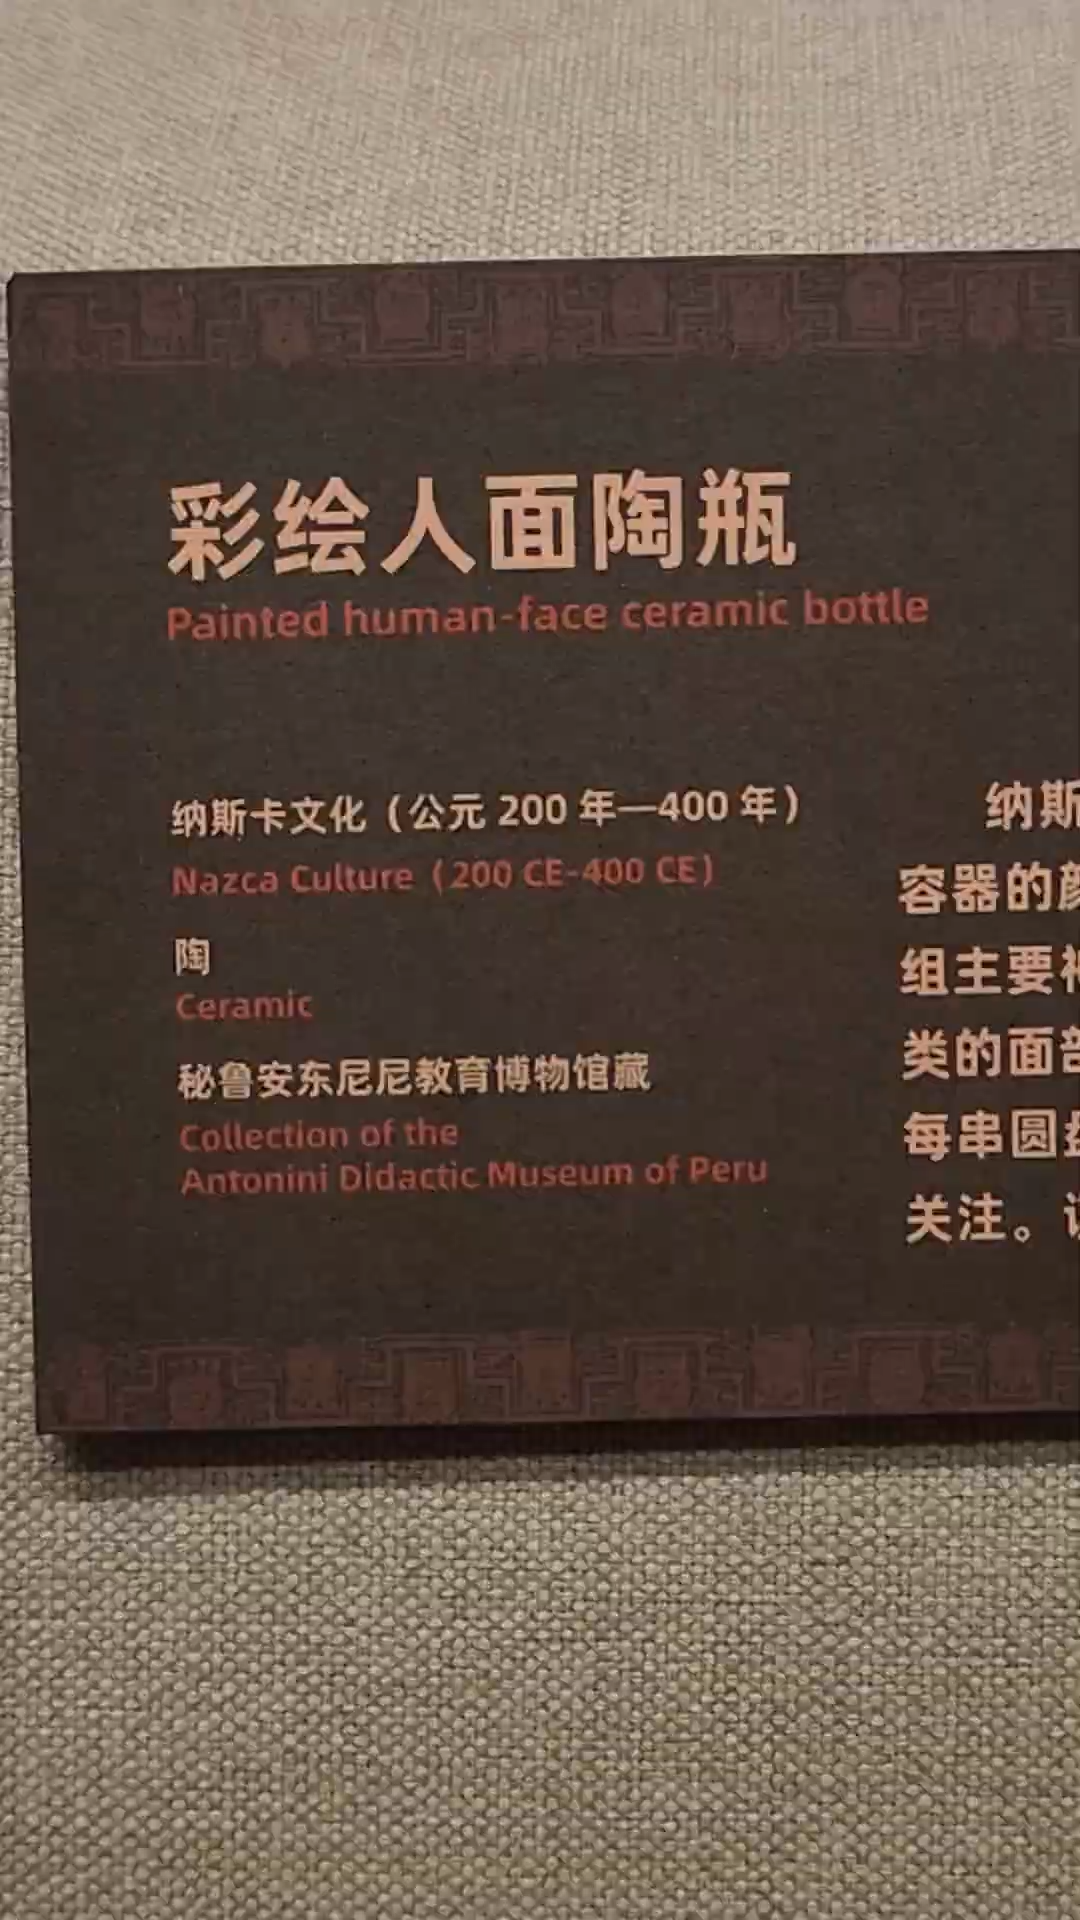 彩绘人面陶瓶
Painted human-face ceramic bottle
纳斯卡文化（公元 200 年—400 年）
Nazca Culture（200 CE-400 CE）
陶
Ceramic
秘鲁安东尼尼教育博物馆藏
Collection of the
Antonini Didactic Museum of Peru
纳斯
容器的
组主要
类的面
每串圆
关注。